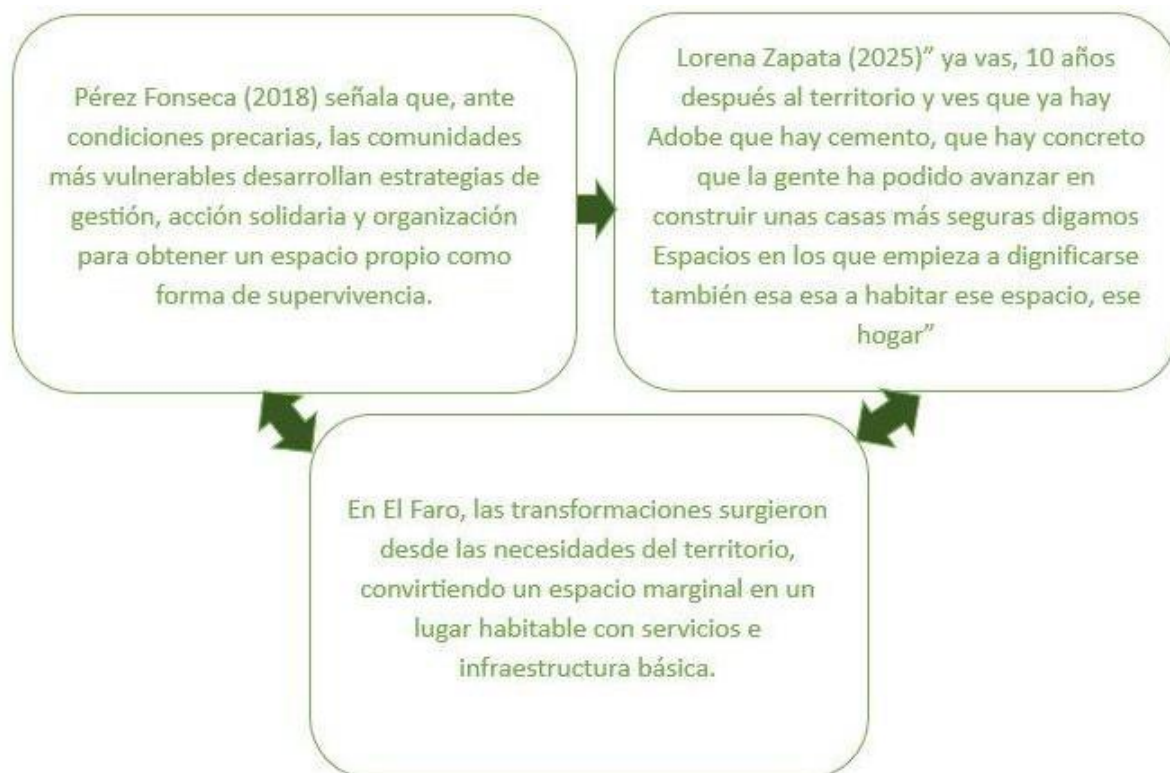 Pérez Fonseca (2018) señala que, ante
condiciones precarias, las comunidades
más vulnerables desarrollan estrategias de
gestión, acción solidaria y organización
para obtener un espacio propio como
forma de supervivencia.
Lorena Zapata (2025)” ya vas, 10 años
después al territorio y ves que ya hay
Adobe que hay cemento, que hay concreto
que la gente ha podido avanzar en
construir unas casas más seguras digamos
Espacios en los que empieza a dignificarse
también esa esa a habitar ese espacio, ese
hogar”
En El Faro, las transformaciones surgieron
desde las necesidades del territorio,
convirtiendo un espacio marginal en un
lugar habitable con servicios e
infraestructura básica.